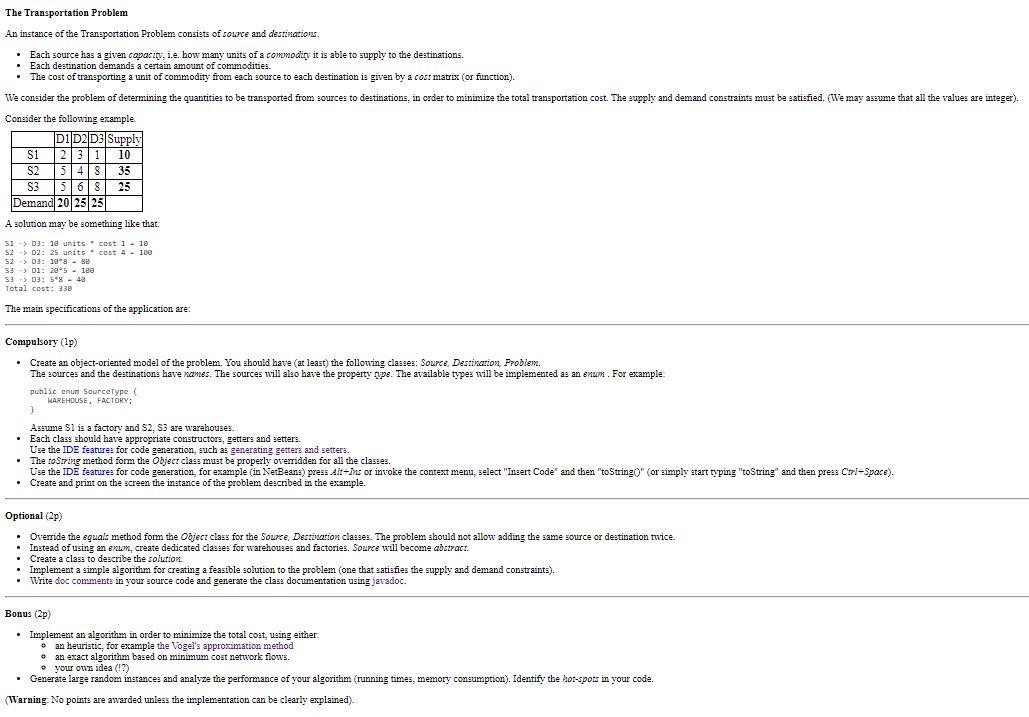 The Transportation Problem
An instance of the Transportation Problem consists of source and destinations.
• Each source has a given capacity, i.e. how many units of a commodity it is able to supply to the destinations.
• Each destination demands a certain amount of commodities.
• The cost of transporting a unit of commodity from each source to each destination is given by a cost matrix (or function).
We consider the problem of determining the quantities to be transported from sources to destinations, in order to minimize the total transportation cost. The supply and demand constraints must be satisfied. (We may assume that all the values are integer).
Consider the following example.
D1 D2 D3 Supply
S1 2 3 1 10
S2 5 4 8 35
S3 5 6 8 25
Demand 20 25 25
A solution may be something like that:
S1 -> D3: 10 units * cost 1 = 10
S2 -> D2: 25 units * cost 4 = 100
S2 -> D3: 10*8 = 80
S3 -> D1: 20*5 = 100
S3 -> D3: 5*8 = 40
Total cost: 330
The main specifications of the application are:
Compulsory (1p)
• Create an object-oriented model of the problem. You should have (at least) the following classes: Source, Destination, Problem.
The sources and the destinations have names. The sources will also have the property type. The available types will be implemented as an enum . For example:
public enum SourceType {
WAREHOUSE, FACTORY;
}
Assume S1 is a factory and S2, S3 are warehouses.
• Each class should have appropriate constructors, getters and setters.
Use the IDE features for code generation, such as generating getters and setters.
• The toString method form the Object class must be properly overridden for all the classes.
Use the IDE features for code generation, for example (in NetBeans) press Alt+Ins or invoke the context menu, select "Insert Code" and then "toString()" (or simply start typing "toString" and then press Ctrl+Space).
• Create and print on the screen the instance of the problem described in the example.
Optional (2p)
• Override the equals method form the Object class for the Source, Destination classes. The problem should not allow adding the same source or destination twice.
• Instead of using an enum, create dedicated classes for warehouses and factories. Source will become abstract.
• Create a class to describe the solution.
• Implement a simple algorithm for creating a feasible solution to the problem (one that satisfies the supply and demand constraints).
• Write doc comments in your source code and generate the class documentation using javadoc.
Bonus (2p)
• Implement an algorithm in order to minimize the total cost, using either:
o an heuristic, for example the Vogel's approximation method
o an exact algorithm based on minimum cost network flows.
o your own idea (!?)
• Generate large random instances and analyze the performance of your algorithm (running times, memory consumption). Identify the hot-spots in your code.
(Warning: No points are awarded unless the implementation can be clearly explained).